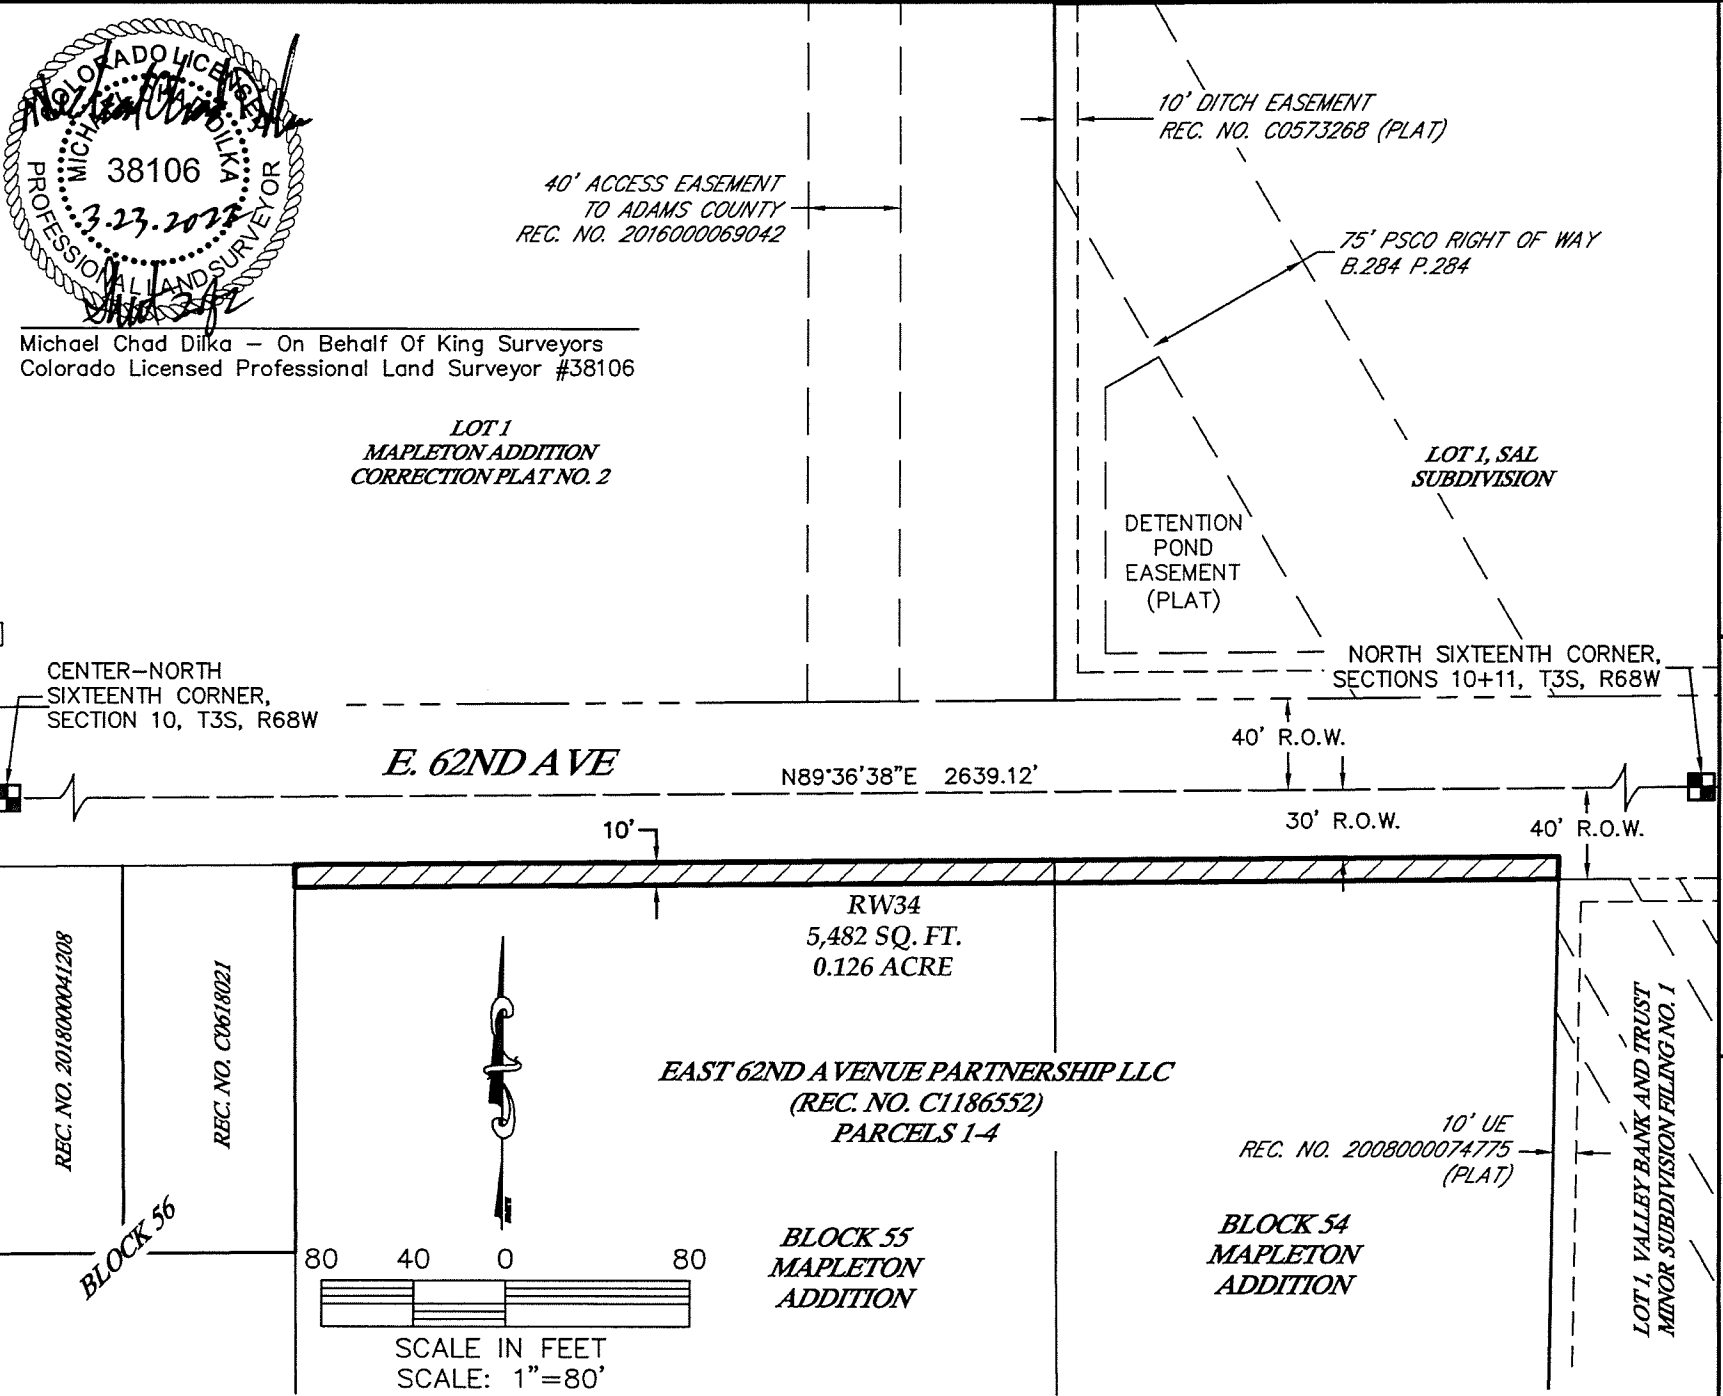 COLORADO LICENSED
MICHAEL CHAD DILKA
38106
3.23.2022
PROFESSIONAL LAND SURVEYOR
Michael Chad Dilka – On Behalf Of King Surveyors
Colorado Licensed Professional Land Surveyor #38106
10' DITCH EASEMENT
REC. NO. C0573268 (PLAT)
40' ACCESS EASEMENT
TO ADAMS COUNTY
REC. NO. 2016000069042
75' PSCO RIGHT OF WAY
B.284 P.284
LOT 1
MAPLETON ADDITION
CORRECTION PLAT NO. 2
LOT 1, SAL
SUBDIVISION
DETENTION
POND
EASEMENT
(PLAT)
CENTER–NORTH
SIXTEENTH CORNER,
SECTION 10, T3S, R68W
NORTH SIXTEENTH CORNER,
SECTIONS 10+11, T3S, R68W
E. 62ND AVE
N89°36'38"E 2639.12'
40' R.O.W.
30' R.O.W.
40' R.O.W.
10'
RW34
5,482 SQ. FT.
0.126 ACRE
REC. NO. 2018000041208
REC. NO. C0618021
BLOCK 56
EAST 62ND AVENUE PARTNERSHIP LLC
(REC. NO. C1186552)
PARCELS 1-4
10' UE
REC. NO. 2008000074775
(PLAT)
LOT 1, VALLEY BANK AND TRUST
MINOR SUBDIVISION FILING NO. 1
BLOCK 55
MAPLETON
ADDITION
BLOCK 54
MAPLETON
ADDITION
80 40 0 80
SCALE IN FEET
SCALE: 1"=80'